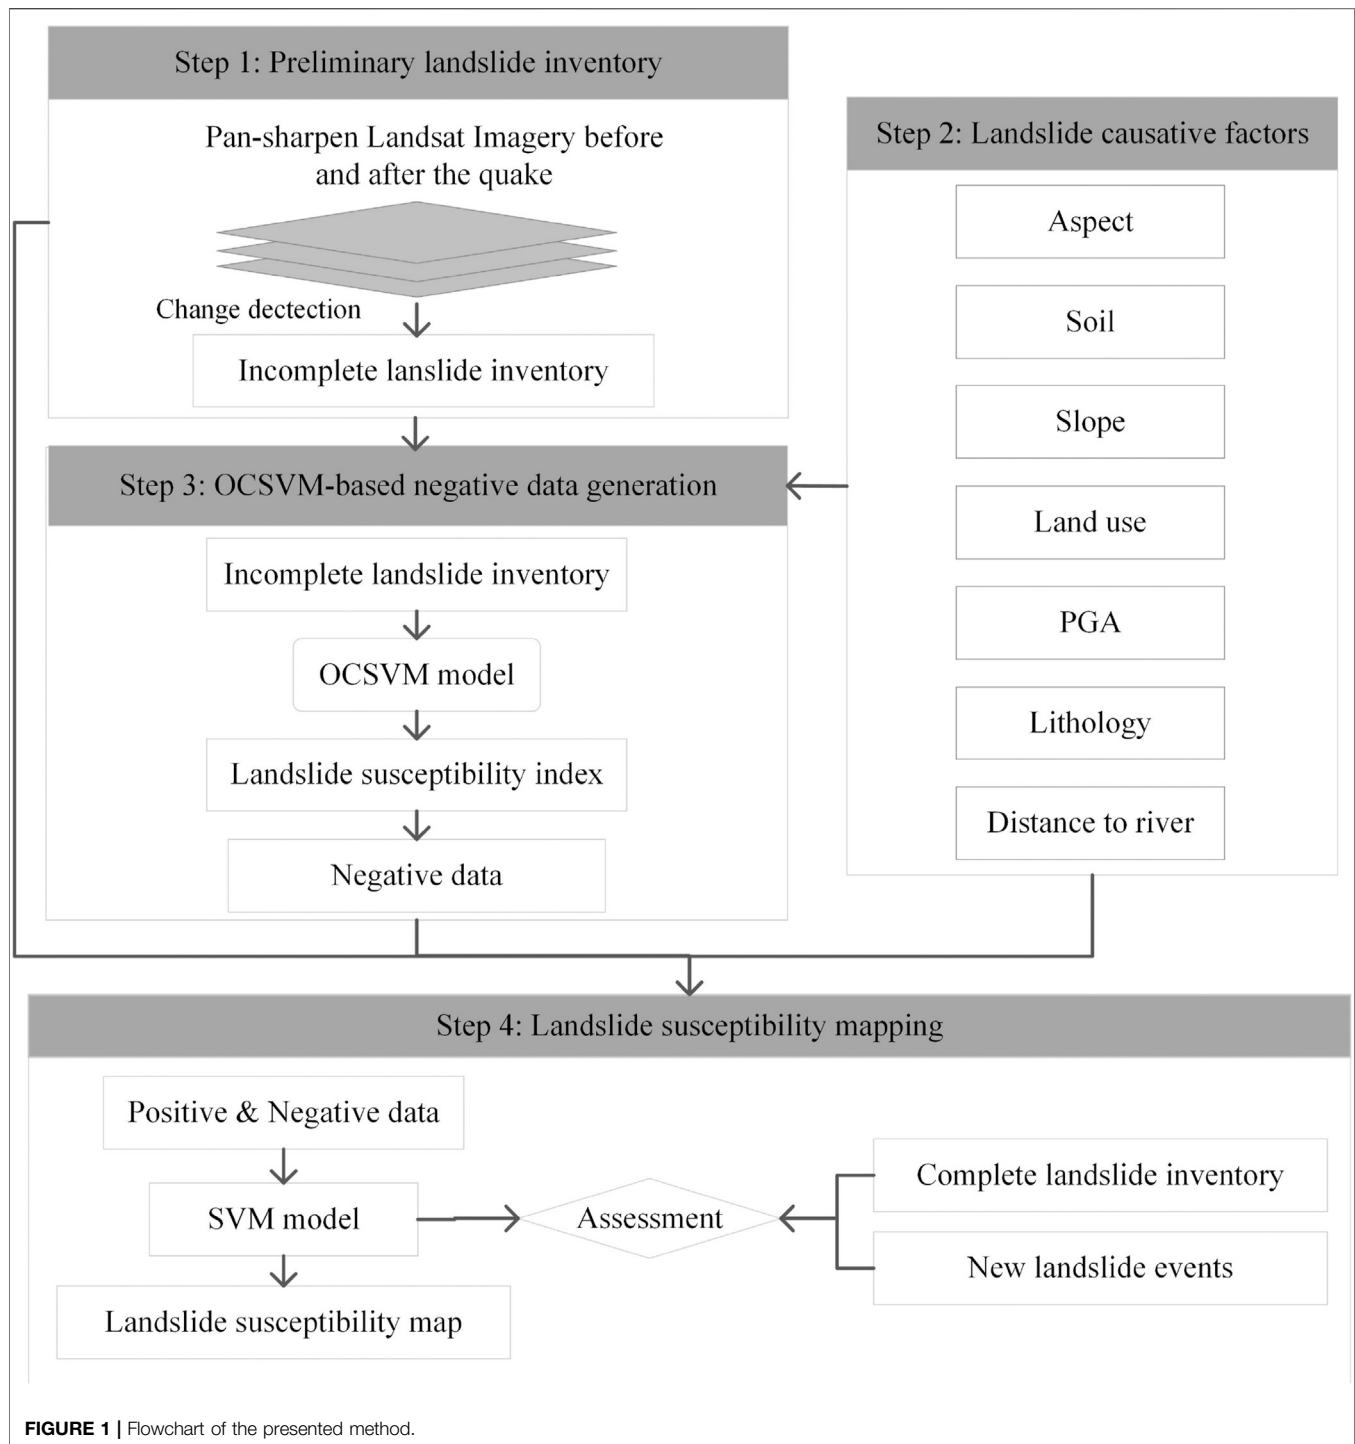 Step 1: Preliminary landslide inventory
Pan-sharpen Landsat Imagery before
and after the quake
Change dectection
Incomplete lanslide inventory
Step 2: Landslide causative factors
Aspect
Soil
Slope
Land use
PGA
Lithology
Distance to river
Step 3: OCSVM-based negative data generation
Incomplete landslide inventory
OCSVM model
Landslide susceptibility index
Negative data
Step 4: Landslide susceptibility mapping
Positive & Negative data
SVM model
Landslide susceptibility map
Assessment
Complete landslide inventory
New landslide events
FIGURE 1 | Flowchart of the presented method.